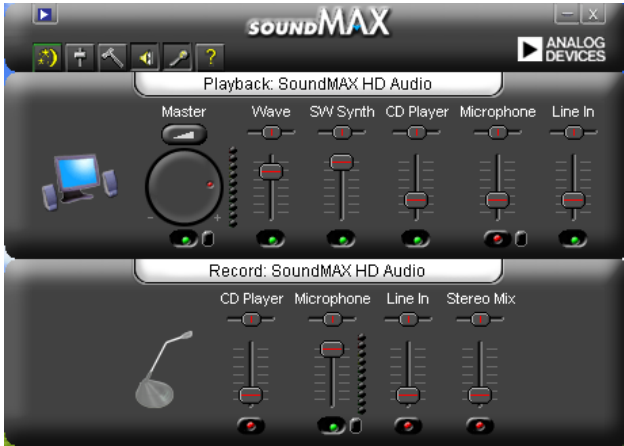 SOUNDMAX
ANALOG
DEVICES
?
Playback: SoundMAX HD Audio
Master Wave SW Synth CD Player Microphone Line In
- +
Record: SoundMAX HD Audio
CD Player Microphone Line In Stereo Mix